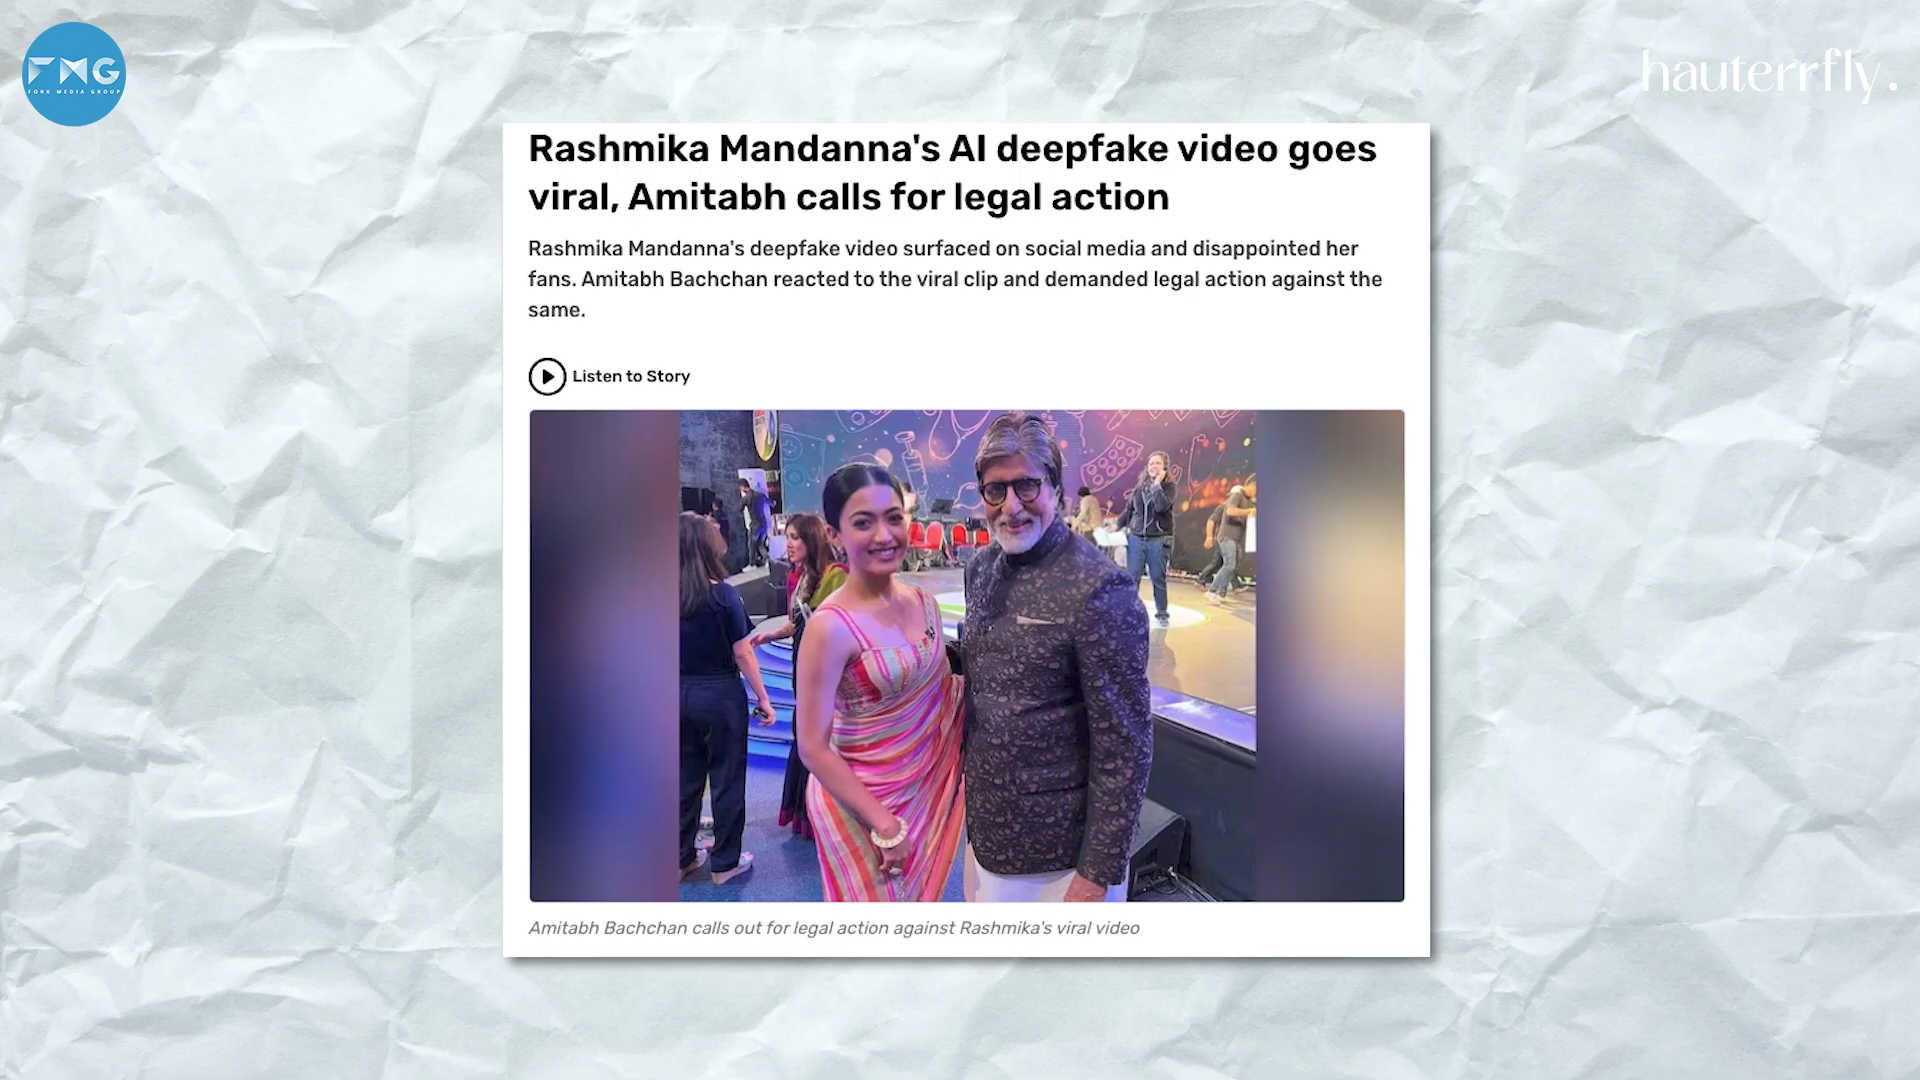 FMG
FORK MEDIA GROUP
hauterrfly.
Rashmika Mandanna's AI deepfake video goes
viral, Amitabh calls for legal action
Rashmika Mandanna's deepfake video surfaced on social media and disappointed her
fans. Amitabh Bachchan reacted to the viral clip and demanded legal action against the
same.
Listen to Story
Amitabh Bachchan calls out for legal action against Rashmika's viral video